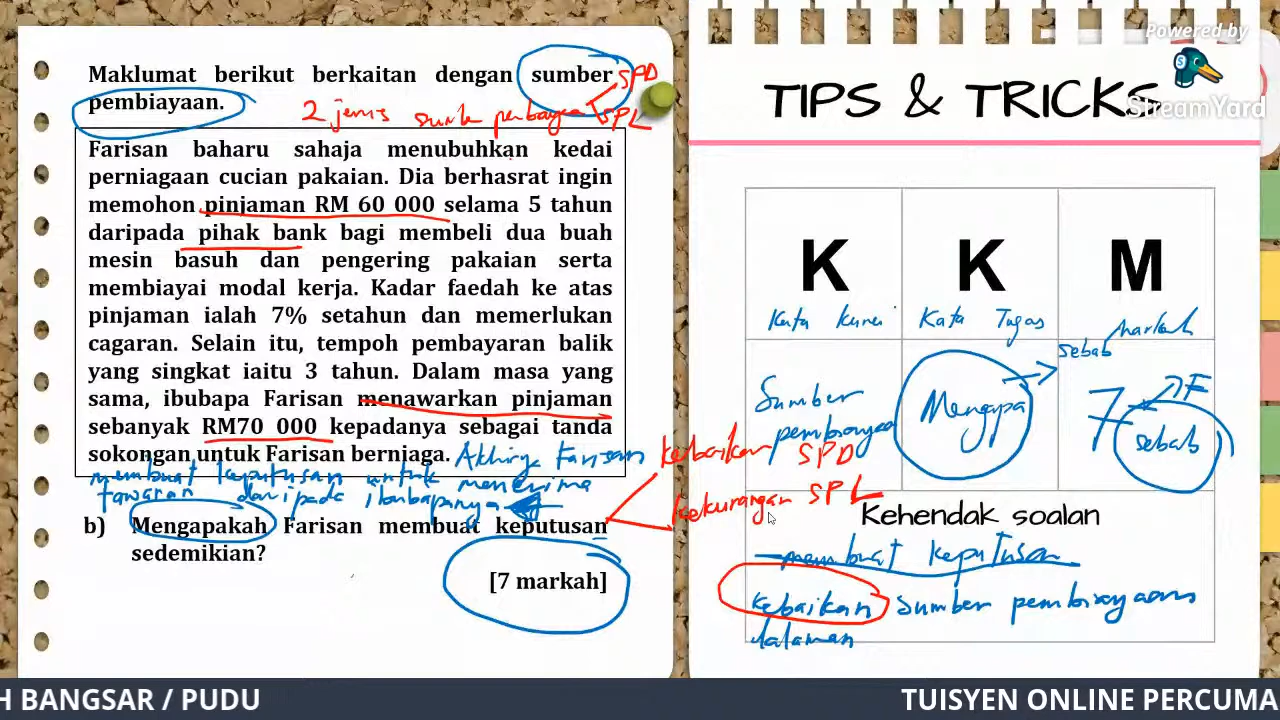 Maklumat berikut berkaitan dengan sumber
pembiayaan.
SPD
2 jenis sumber pembiayaan
SPL
Farisan baharu sahaja menubuhkan kedai
perniagaan cucian pakaian. Dia berhasrat ingin
memohon pinjaman RM 60 000 selama 5 tahun
daripada pihak bank bagi membeli dua buah
mesin basuh dan pengering pakaian serta
membiayai modal kerja. Kadar faedah ke atas
pinjaman ialah 7% setahun dan memerlukan
cagaran. Selain itu, tempoh pembayaran balik
yang singkat iaitu 3 tahun. Dalam masa yang
sama, ibubapa Farisan menawarkan pinjaman
sebanyak RM70 000 kepadanya sebagai tanda
sokongan untuk Farisan berniaga. Akhirnya Farisan
membuat keputusan untuk menerima
tawaran daripada ibubapanya
b) Mengapakah Farisan membuat keputusan
sedemikian?
[7 markah]
kebaikan SPD
kekurangan SPL
Powered by
StreamYard
TIPS & TRICKS
K K M
Kata Kunci Kata Tugas markah
Sumber pembiayaan
Mengapa
sebab
7
F
sebab
Kehendak soalan
membuat keputusan
kebaikan sumber pembiayaan
dalaman
H BANGSAR / PUDU
TUISYEN ONLINE PERCUMA